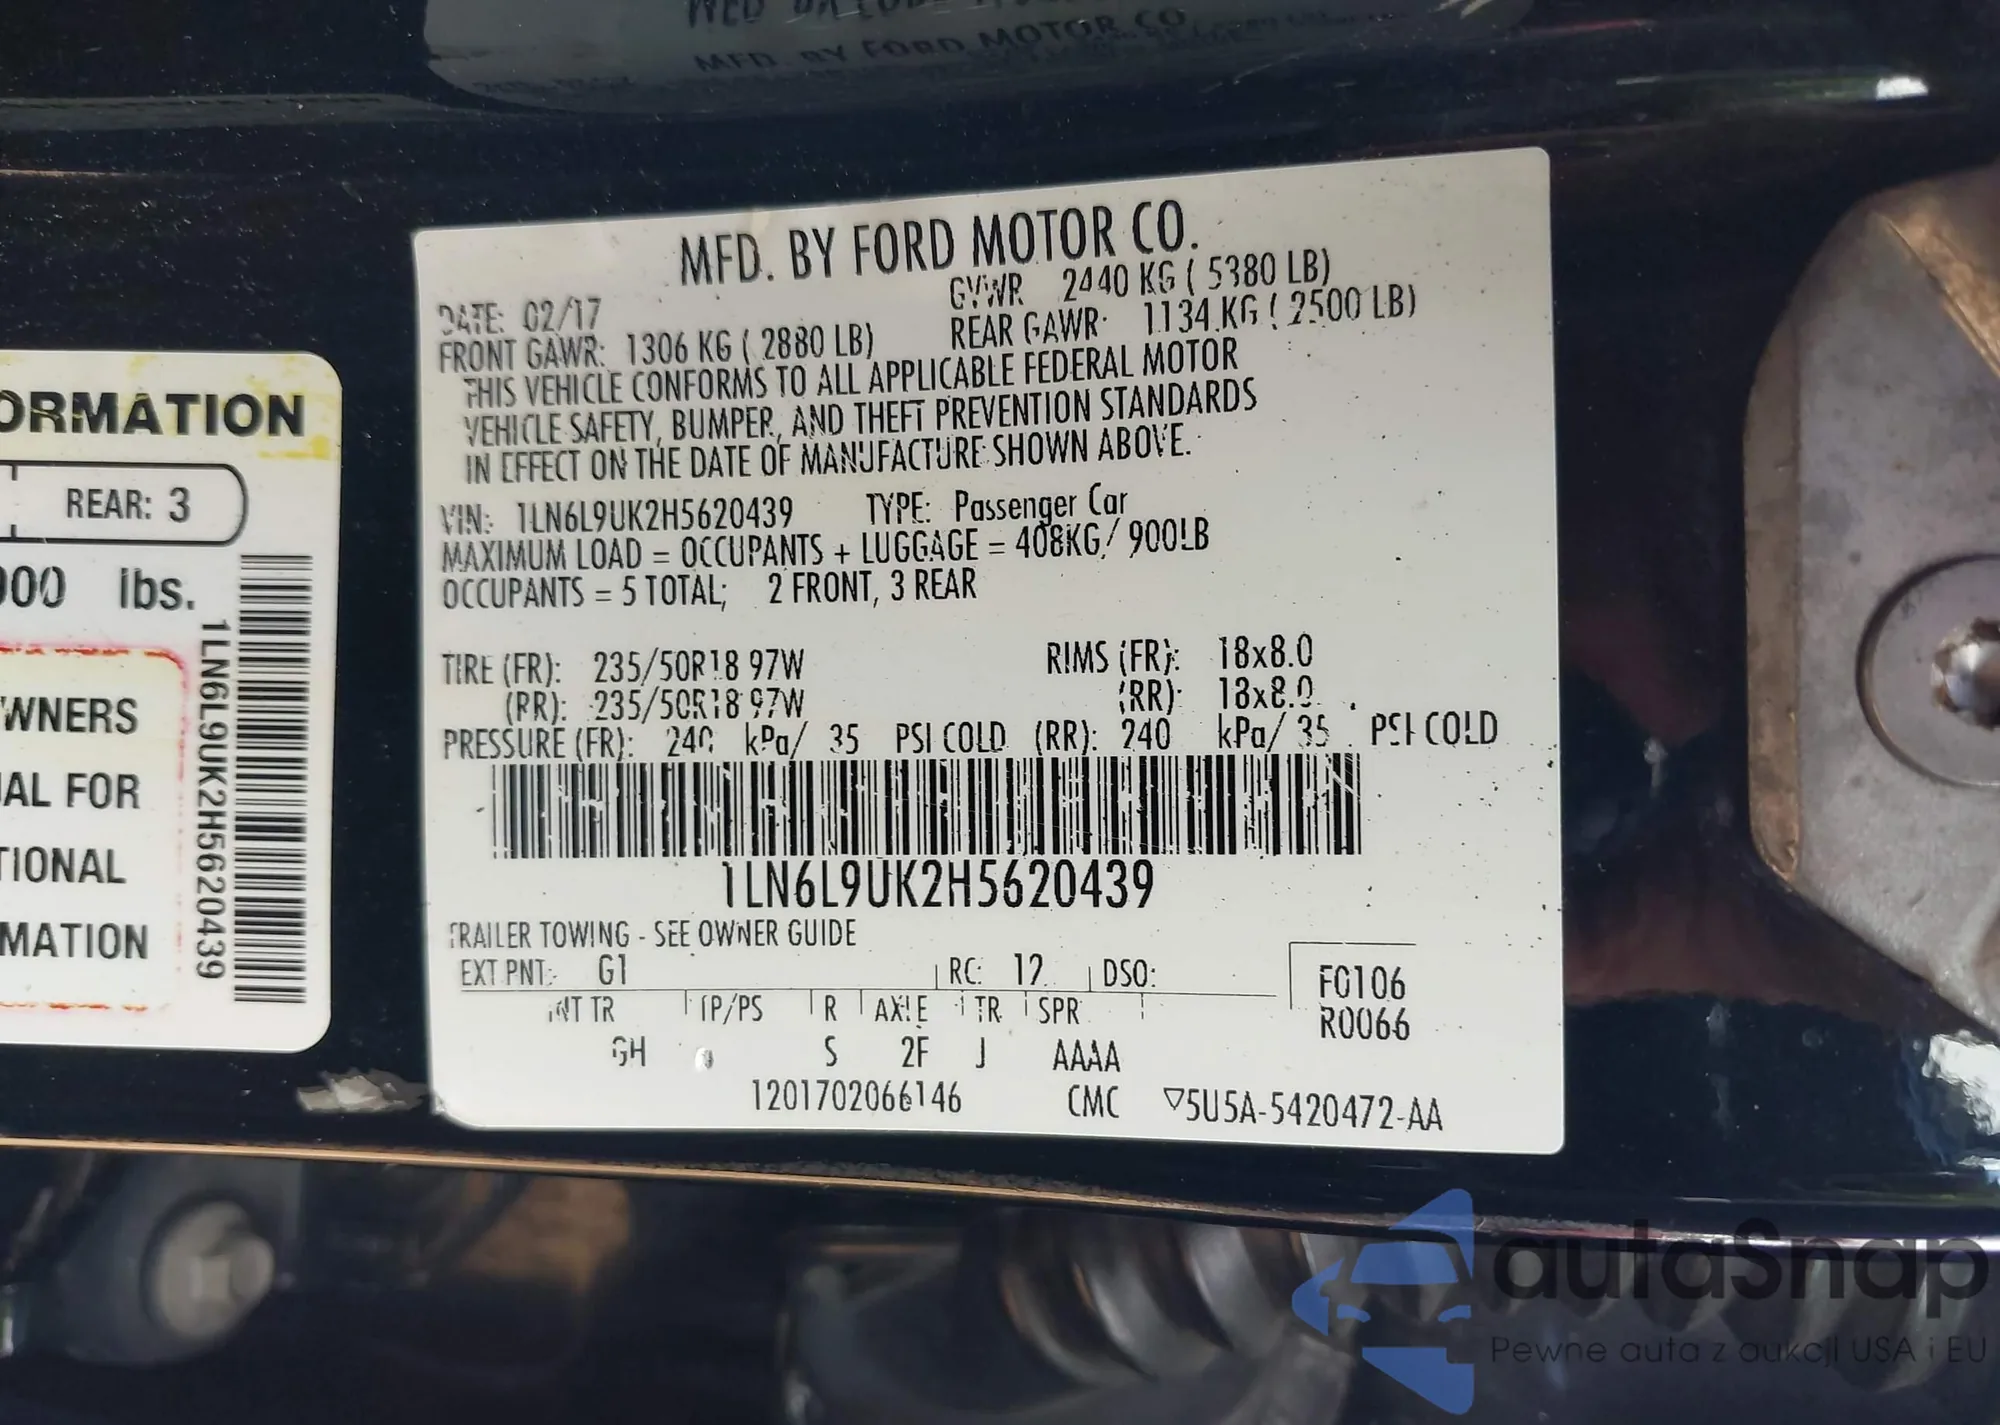 MFD. BY FORD MOTOR CO.
MFD. BY FORD MOTOR CO.
DATE: 02/17 GVWR 2440 KG ( 5380 LB)
FRONT GAWR: 1306 KG ( 2880 LB) REAR GAWR: 1134 KG ( 2500 LB)
THIS VEHICLE CONFORMS TO ALL APPLICABLE FEDERAL MOTOR
VEHICLE SAFETY, BUMPER, AND THEFT PREVENTION STANDARDS
IN EFFECT ON THE DATE OF MANUFACTURE SHOWN ABOVE.
VIN: 1LN6L9UK2H5620439 TYPE: Passenger Car
MAXIMUM LOAD = OCCUPANTS + LUGGAGE = 408KG/ 900LB
OCCUPANTS = 5 TOTAL; 2 FRONT, 3 REAR
TIRE (FR): 235/50R18 97W RIMS (FR): 18x8.0
(RR): 235/50R18 97W (RR): 18x8.0
PRESSURE (FR): 240 kPa/ 35 PSI COLD (RR): 240 kPa/ 35 PSI COLD
1LN6L9UK2H5620439
TRAILER TOWING - SEE OWNER GUIDE
EXT PNT: G1 RC: 12 DSO:
INT TR TP/PS R AXLE TR SPR
GH S 2F J AAAA
F0106
R0066
1201702066146 CMC ▽5U5A-5420472-AA
ORMATION
REAR: 3
000 lbs.
1LN6L9UK2H5620439
WNERS
AL FOR
TIONAL
MATION
autaSnap
Pewne auta z aukcji USA i EU